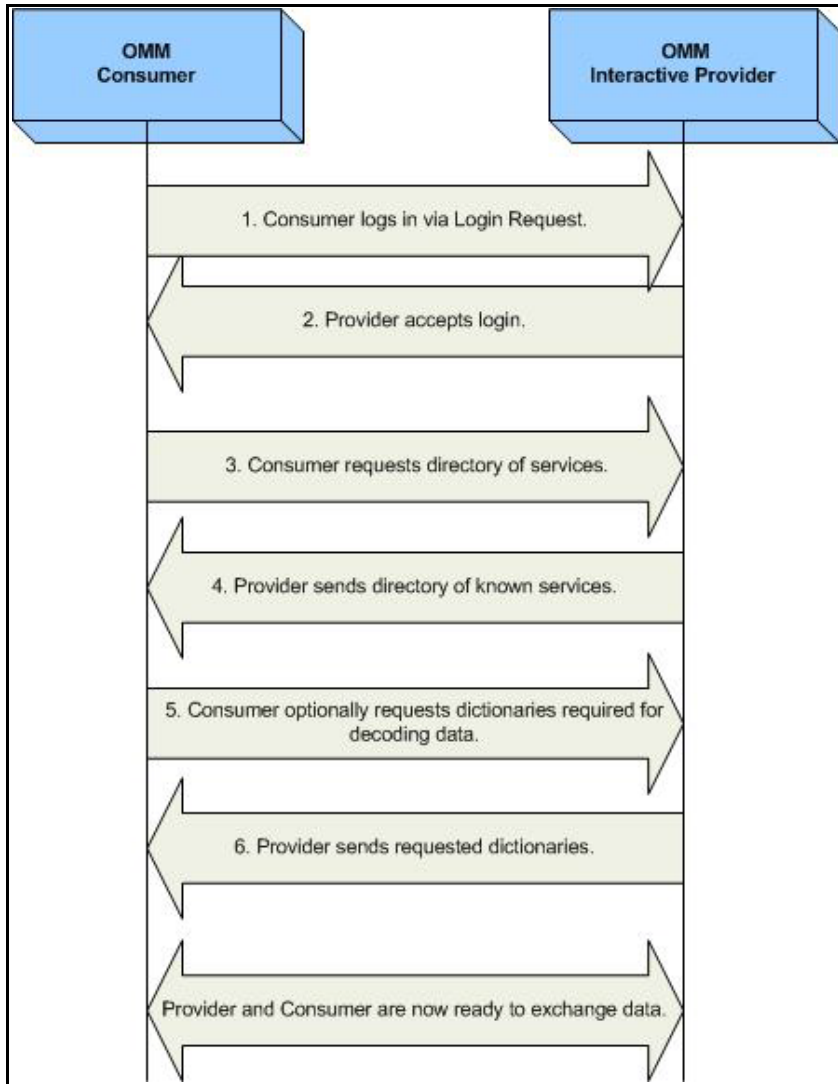 OMM
Consumer
OMM
Interactive Provider
1. Consumer logs in via Login Request.
2. Provider accepts login.
3. Consumer requests directory of services.
4. Provider sends directory of known services.
5. Consumer optionally requests dictionaries required for
decoding data.
6. Provider sends requested dictionaries.
Provider and Consumer are now ready to exchange data.